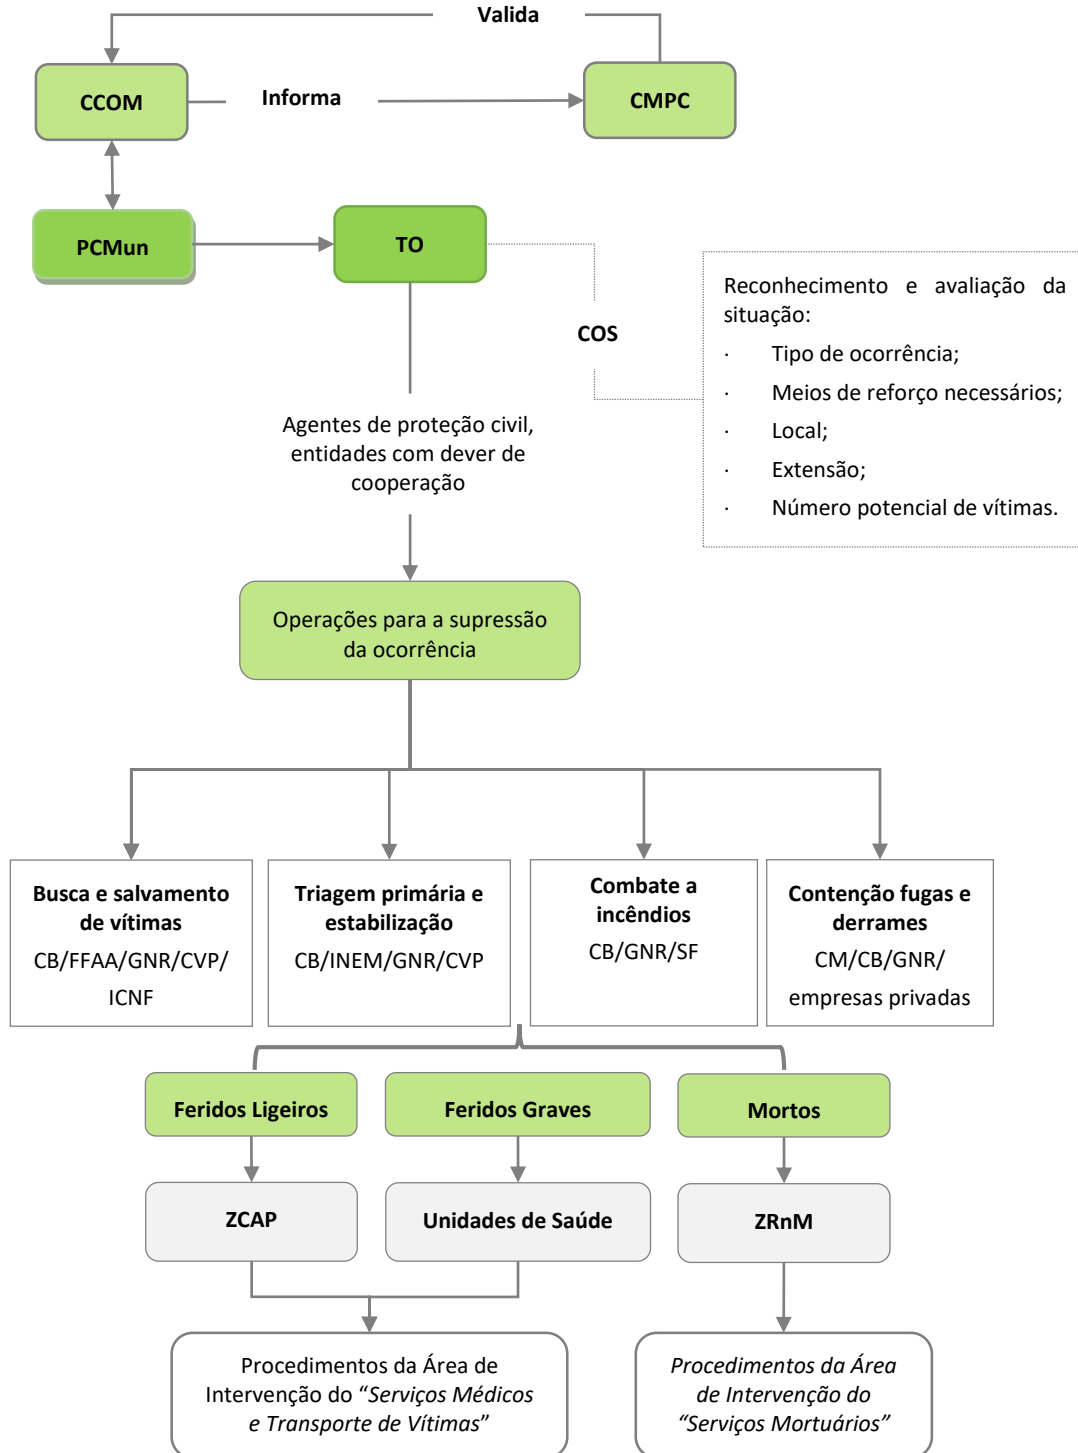 Valida
CCOM
Informa
CMPC
PCMun
TO
COS
Reconhecimento e avaliação da
situação:
· Tipo de ocorrência;
· Meios de reforço necessários;
· Local;
· Extensão;
· Número potencial de vítimas.
Agentes de proteção civil,
entidades com dever de
cooperação
Operações para a supressão
da ocorrência
Busca e salvamento
de vítimas
CB/FFAA/GNR/CVP/
ICNF
Triagem primária e
estabilização
CB/INEM/GNR/CVP
Combate a
incêndios
CB/GNR/SF
Contenção fugas e
derrames
CM/CB/GNR/
empresas privadas
Feridos Ligeiros
Feridos Graves
Mortos
ZCAP
Unidades de Saúde
ZRnM
Procedimentos da Área de
Intervenção do “Serviços Médicos
e Transporte de Vítimas”
Procedimentos da Área
de Intervenção do
“Serviços Mortuários”